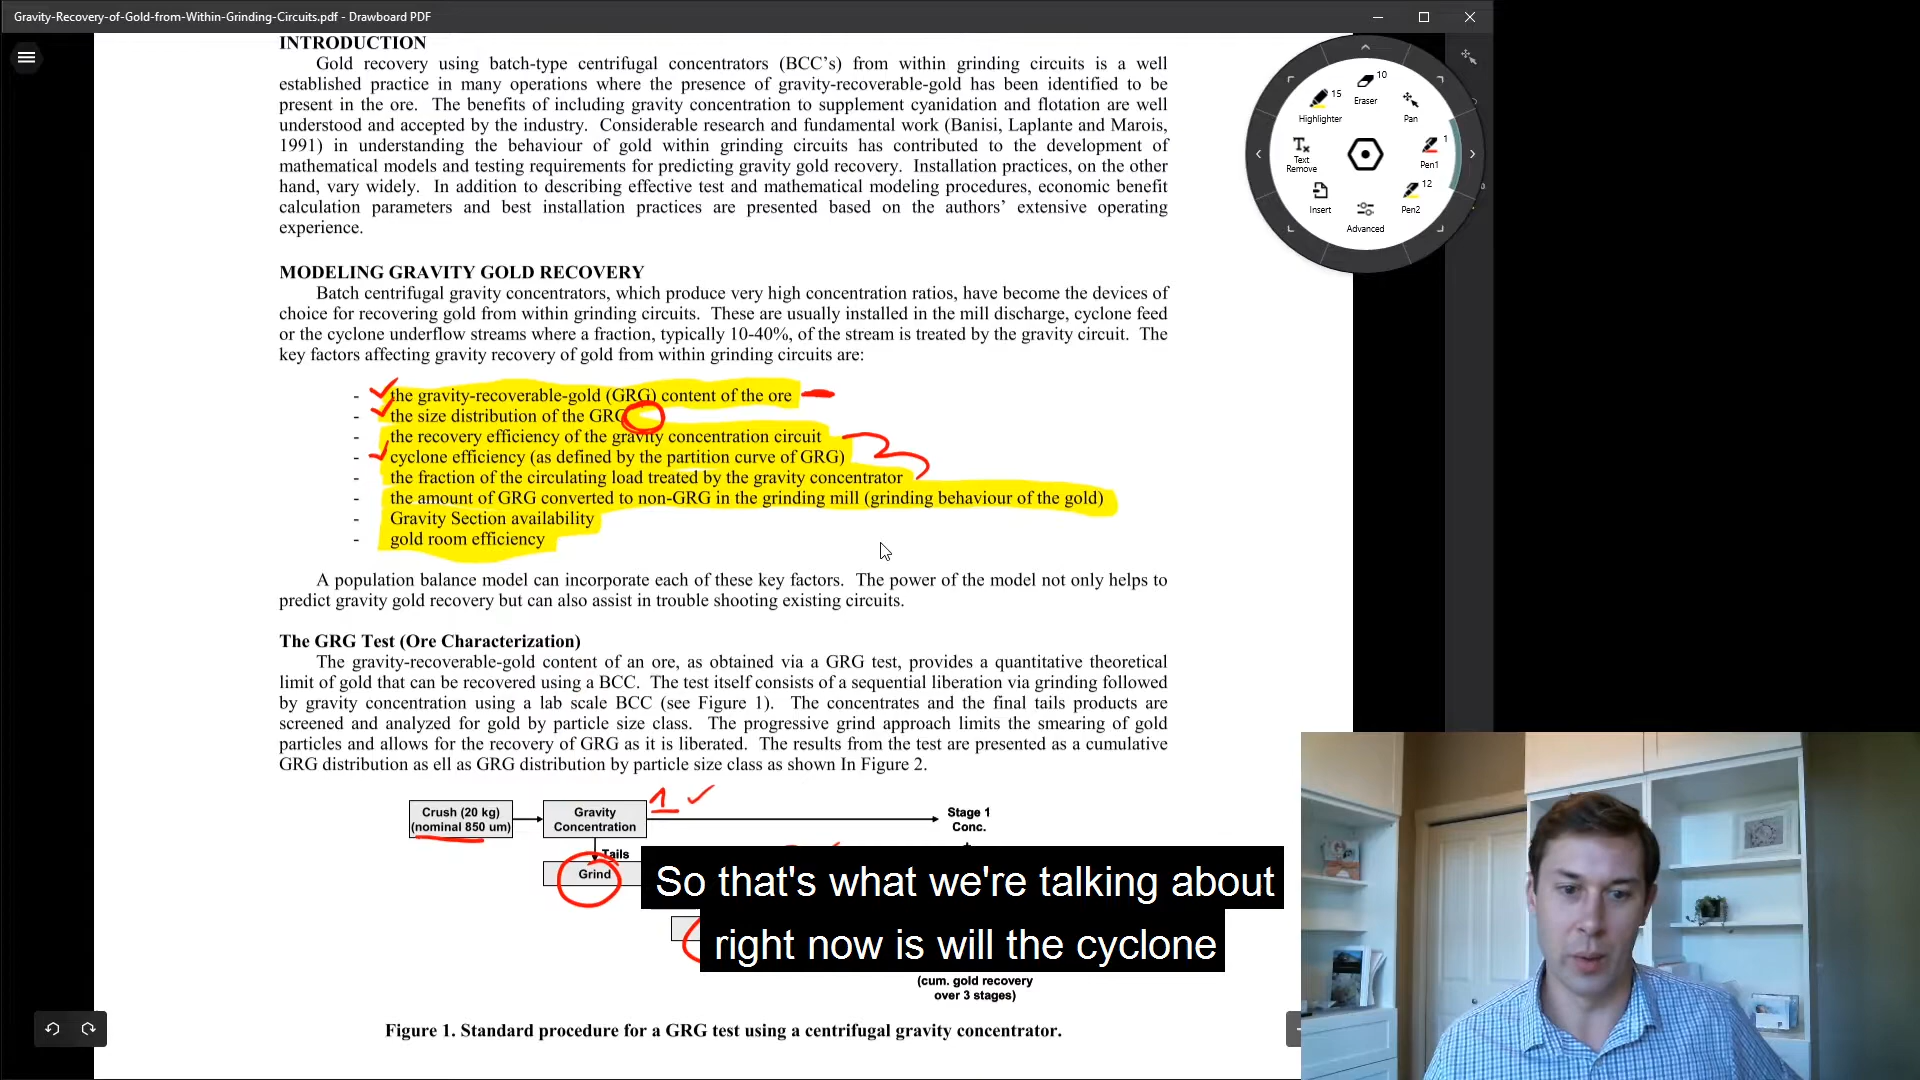 Gravity-Recovery-of-Gold-from-Within-Grinding-Circuits.pdf - Drawboard PDF
INTRODUCTION
Gold recovery using batch-type centrifugal concentrators (BCC's) from within grinding circuits is a well
established practice in many operations where the presence of gravity-recoverable-gold has been identified to be
present in the ore. The benefits of including gravity concentration to supplement cyanidation and flotation are well
understood and accepted by the industry. Considerable research and fundamental work (Banisi, Laplante and Marois,
1991) in understanding the behaviour of gold within grinding circuits has contributed to the development of
mathematical models and testing requirements for predicting gravity gold recovery. Installation practices, on the other
hand, vary widely. In addition to describing effective test and mathematical modeling procedures, economic benefit
calculation parameters and best installation practices are presented based on the authors' extensive operating
experience.
MODELING GRAVITY GOLD RECOVERY
Batch centrifugal gravity concentrators, which produce very high concentration ratios, have become the devices of
choice for recovering gold from within grinding circuits. These are usually installed in the mill discharge, cyclone feed
or the cyclone underflow streams where a fraction, typically 10-40%, of the stream is treated by the gravity circuit. The
key factors affecting gravity recovery of gold from within grinding circuits are:
- the gravity-recoverable-gold (GRG) content of the ore
- the size distribution of the GRG
- the recovery efficiency of the gravity concentration circuit
- cyclone efficiency (as defined by the partition curve of GRG)
- the fraction of the circulating load treated by the gravity concentrator
- the amount of GRG converted to non-GRG in the grinding mill (grinding behaviour of the gold)
- Gravity Section availability
- gold room efficiency
A population balance model can incorporate each of these key factors. The power of the model not only helps to
predict gravity gold recovery but can also assist in trouble shooting existing circuits.
The GRG Test (Ore Characterization)
The gravity-recoverable-gold content of an ore, as obtained via a GRG test, provides a quantitative theoretical
limit of gold that can be recovered using a BCC. The test itself consists of a sequential liberation via grinding followed
by gravity concentration using a lab scale BCC (see Figure 1). The concentrates and the final tails products are
screened and analyzed for gold by particle size class. The progressive grind approach limits the smearing of gold
particles and allows for the recovery of GRG as it is liberated. The results from the test are presented as a cumulative
GRG distribution as ell as GRG distribution by particle size class as shown In Figure 2.
Crush (20 kg)
(nominal 850 um)
Gravity
Concentration
1
Stage 1
Conc.
+
Tails
Grind
So that's what we're talking about
right now is will the cyclone
(cum. gold recovery
over 3 stages)
Figure 1. Standard procedure for a GRG test using a centrifugal gravity concentrator.
10
Eraser
15
Highlighter
Pan
Text
Remove
1
Pen1
Insert
12
Pen2
Advanced